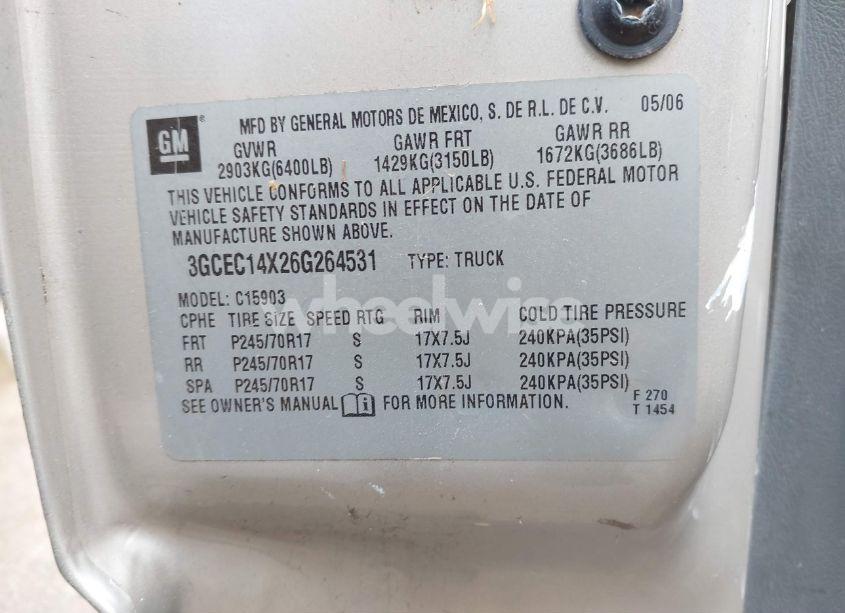 GM ® MFD BY GENERAL MOTORS DE MEXICO, S. DE R.L. DE C.V. 05/06
GVWR GAWR FRT GAWR RR
2903KG(6400LB) 1429KG(3150LB) 1672KG(3686LB)
THIS VEHICLE CONFORMS TO ALL APPLICABLE U.S. FEDERAL MOTOR
VEHICLE SAFETY STANDARDS IN EFFECT ON THE DATE OF
MANUFACTURE SHOWN ABOVE.
3GCEC14X26G264531 TYPE: TRUCK
MODEL: C15903
wheelwise
CPHE TIRE SIZE SPEED RTG RIM COLD TIRE PRESSURE
FRT P245/70R17 S 17X7.5J 240KPA(35PSI)
RR P245/70R17 S 17X7.5J 240KPA(35PSI)
SPA P245/70R17 S 17X7.5J 240KPA(35PSI)
SEE OWNER'S MANUAL i FOR MORE INFORMATION.
F 270
T 1454